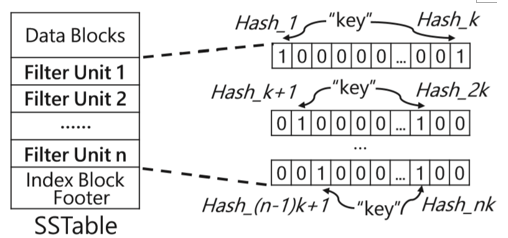 Data Blocks
Filter Unit 1
Filter Unit 2
......
Filter Unit n
Index Block
Footer
SSTable
Hash_1 "key" Hash_k
1 0 0 0 0 0 ... 0 0 1
Hash_k+1 "key" Hash_2k
0 1 0 0 0 0 ... 1 0 0
...
0 0 1 0 0 0 ... 1 0 0
Hash_(n-1)k+1 "key" Hash_nk